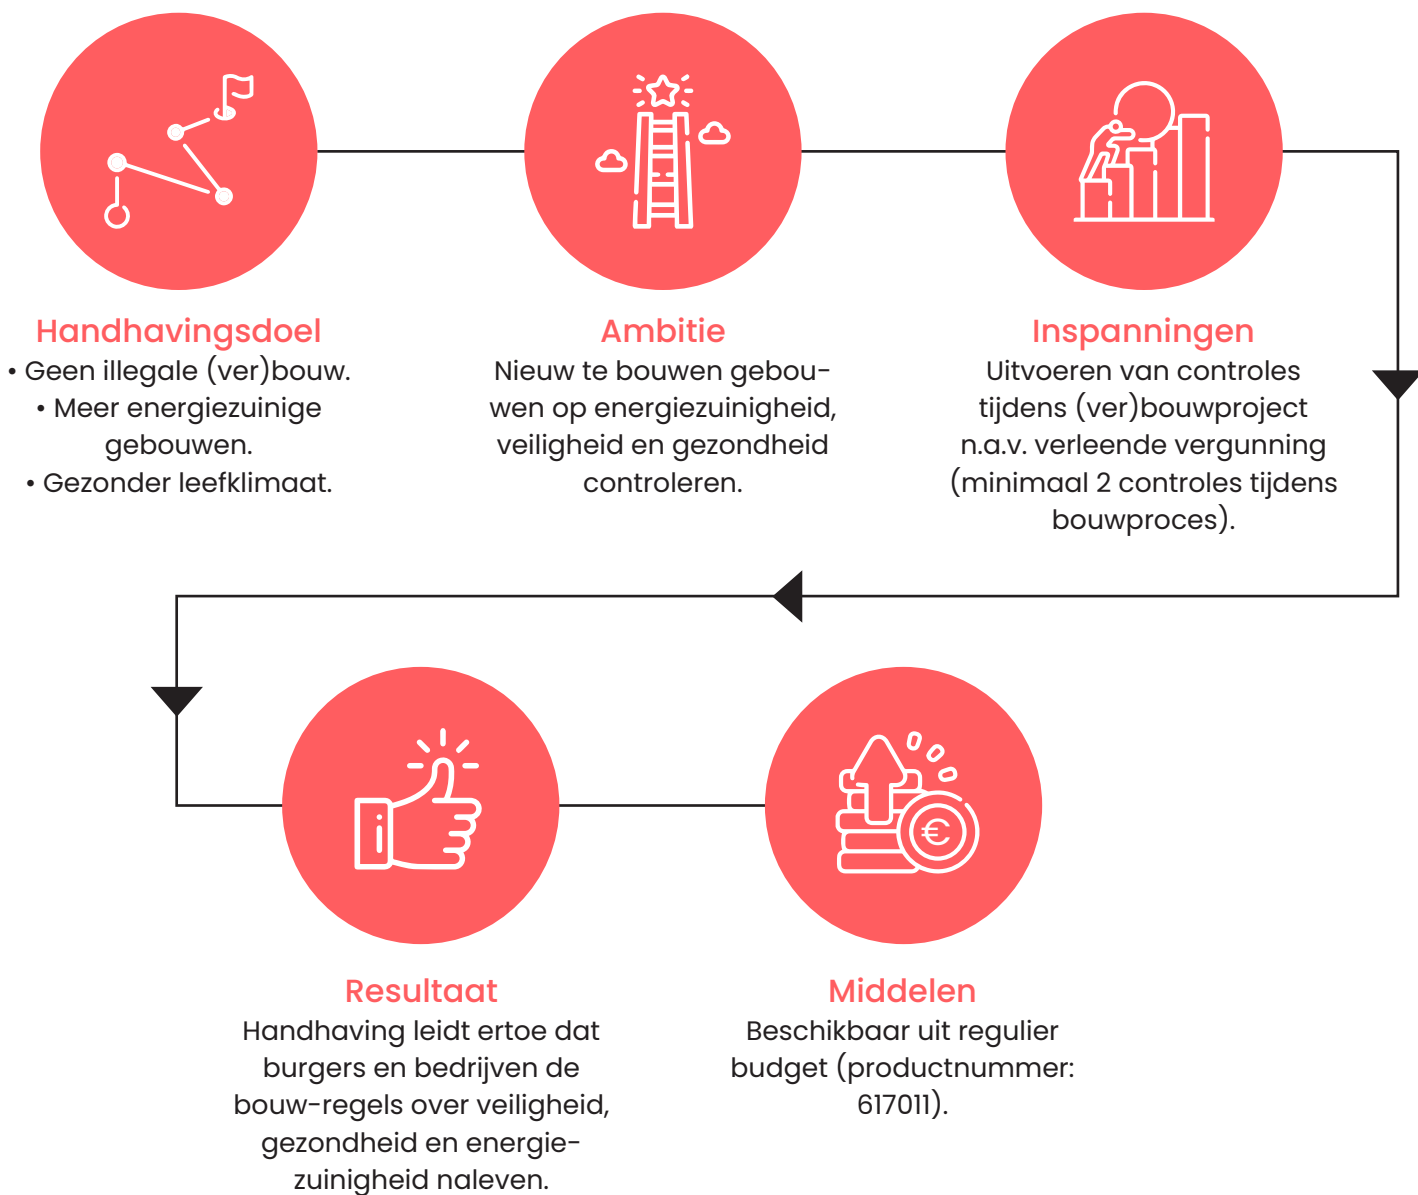 Handhavingsdoel
• Geen illegale (ver)bouw.
• Meer energiezuinige
gebouwen.
• Gezonder leefklimaat.
Ambitie
Nieuw te bouwen gebou-
wen op energiezuinigheid,
veiligheid en gezondheid
controleren.
Inspanningen
Uitvoeren van controles
tijdens (ver)bouwproject
n.a.v. verleende vergunning
(minimaal 2 controles tijdens
bouwproces).
Resultaat
Handhaving leidt ertoe dat
burgers en bedrijven de
bouw-regels over veiligheid,
gezondheid en energie-
zuinigheid naleven.
Middelen
Beschikbaar uit regulier
budget (productnummer:
617011).